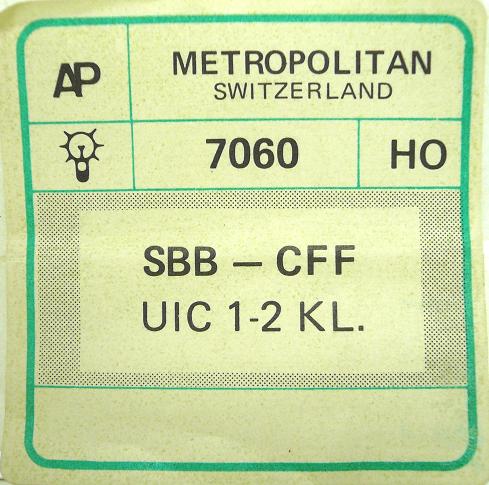 AP
METROPOLITAN
SWITZERLAND
7060
HO
SBB – CFF
UIC 1-2 KL.